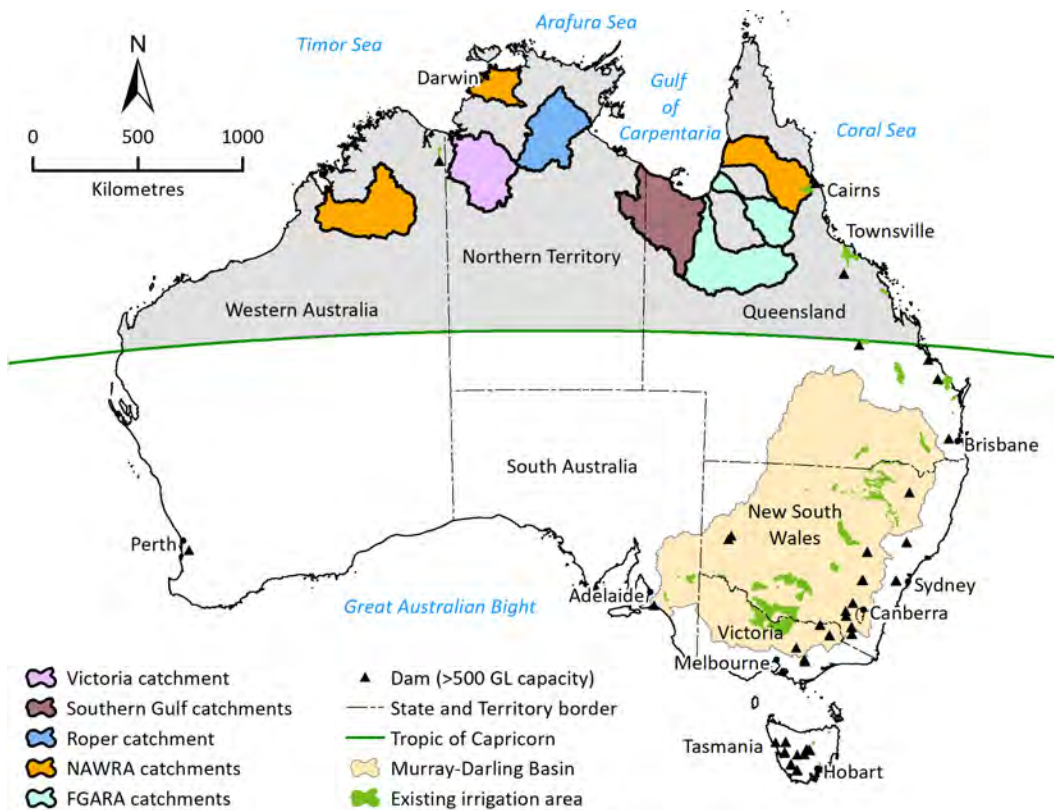 Arafura Sea
Timor Sea
N
Darwin
Gulf
of
Carpentaria
Coral Sea
0 500 1000
Kilometres
Cairns
Townsville
Northern Territory
Western Australia
Queensland
Brisbane
South Australia
New South
Wales
Perth
Sydney
Adelaide
Great Australian Bight
Canberra
Victoria
Melbourne
Victoria catchment
Southern Gulf catchments
Roper catchment
NAWRA catchments
FGARA catchments
Dam (>500 GL capacity)
State and Territory border
Tropic of Capricorn
Murray-Darling Basin
Existing irrigation area
Tasmania
Hobart